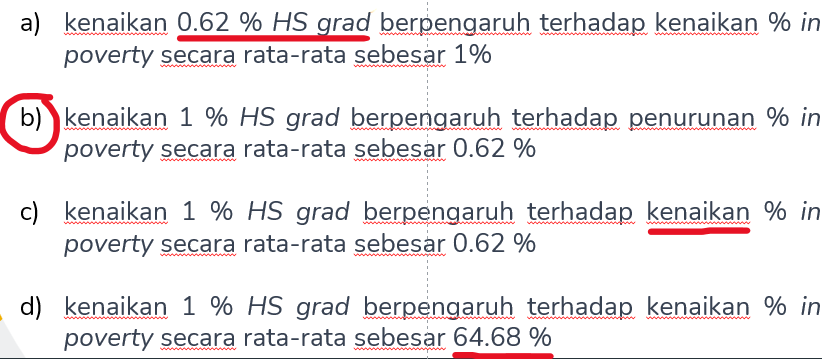 a) kenaikan 0.62 % HS grad berpengaruh terhadap kenaikan % in
poverty secara rata-rata sebesar 1%
b) kenaikan 1 % HS grad berpengaruh terhadap penurunan % in
poverty secara rata-rata sebesar 0.62 %
c) kenaikan 1 % HS grad berpengaruh terhadap kenaikan % in
poverty secara rata-rata sebesar 0.62 %
d) kenaikan 1 % HS grad berpengaruh terhadap kenaikan % in
poverty secara rata-rata sebesar 64.68 %